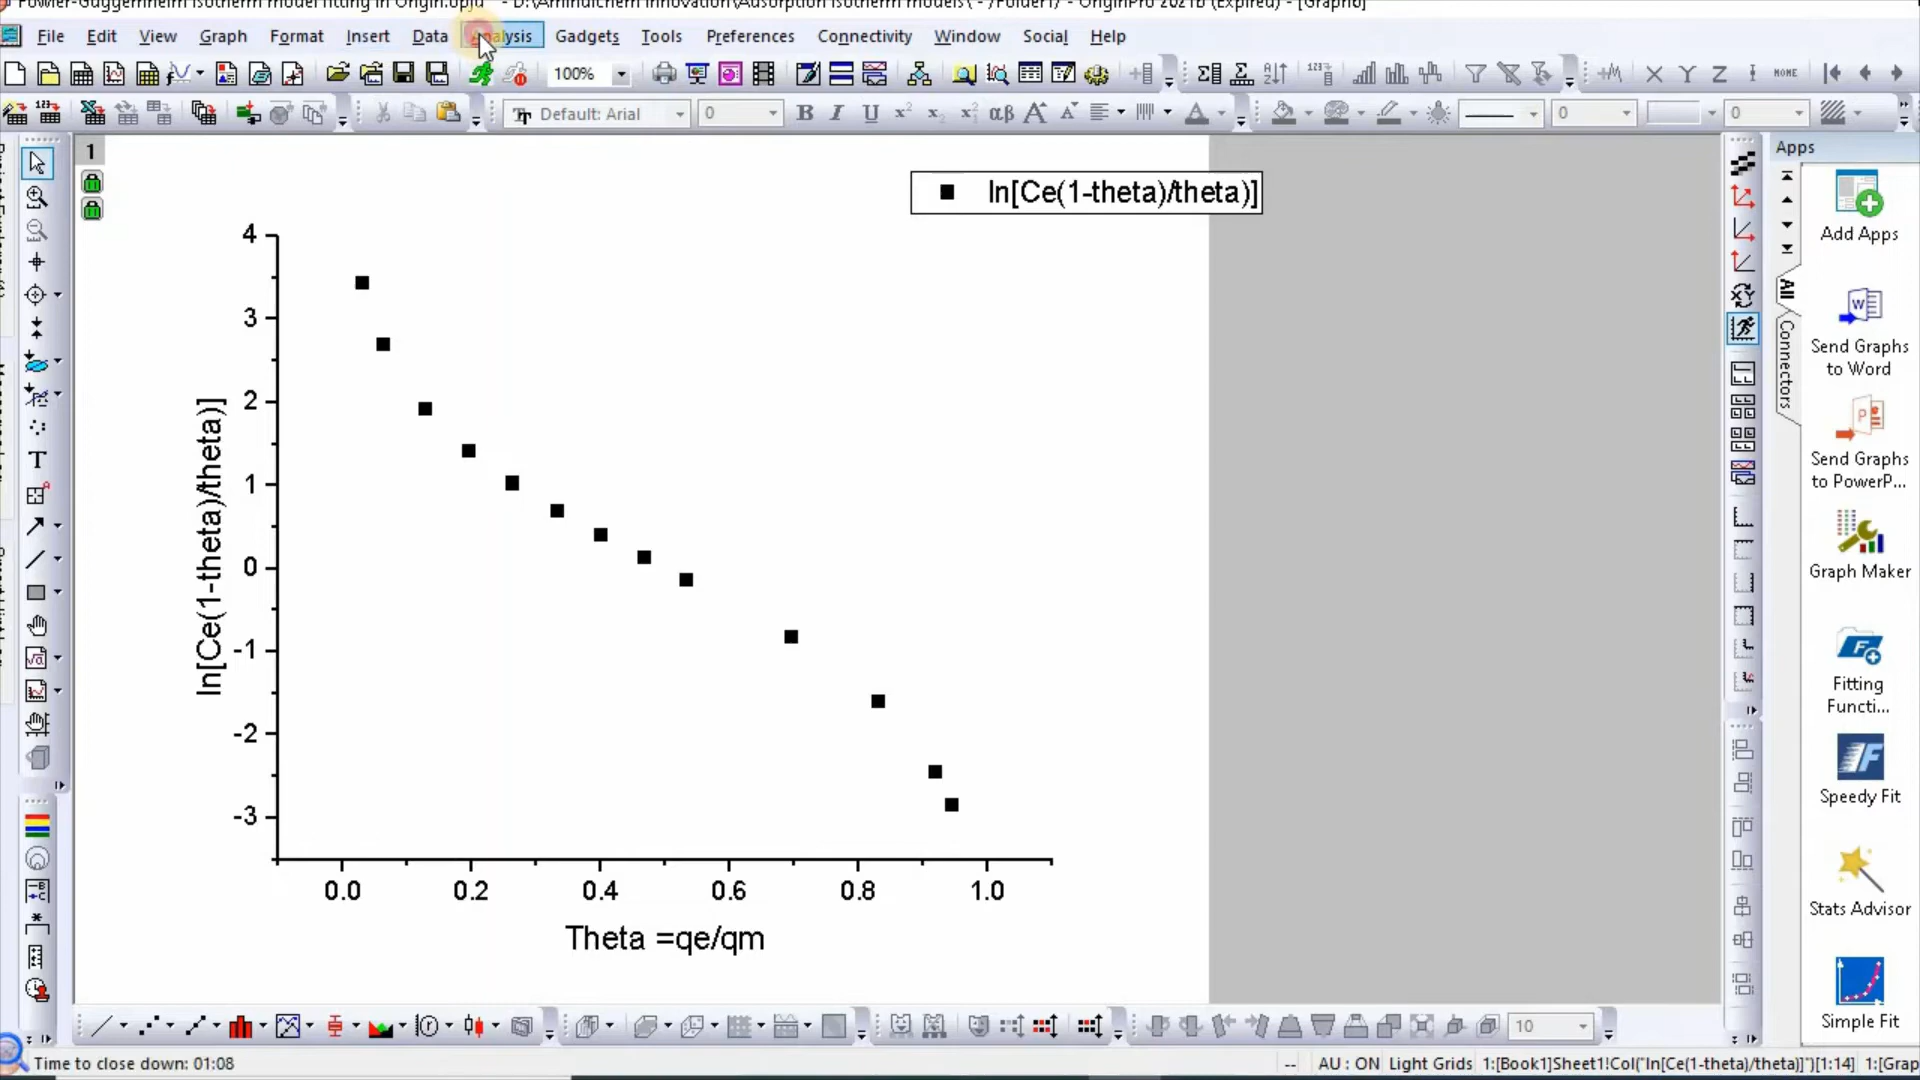 Fowler-Guggernheim isotherm model fitting in Origin.opju * - D:\Amindichem Innovation\Adsorption isotherm models\ - /Folder1/ - OriginPro 2021b (Expired) - [Graph6]
File Edit View Graph Format Insert Data Analysis Gadgets Tools Preferences Connectivity Window Social Help
100%
Default: Arial 0 B I U αβ A A 0 0
Apps
1
ln[Ce(1-theta)/theta)]
Add Apps
All
Connectors
Send Graphs
to Word
Send Graphs
to PowerP...
Graph Maker
Fitting
Functi...
Speedy Fit
Stats Advisor
Simple Fit
4
3
2
1
0
-1
-2
-3
ln[Ce(1-theta)/theta)]
0.0 0.2 0.4 0.6 0.8 1.0
Theta =qe/qm
10
Time to close down: 01:08
-- AU : ON Light Grids 1:[Book1]Sheet1!Col("ln[Ce(1-theta)/theta)]")[1:14] 1:[Grap